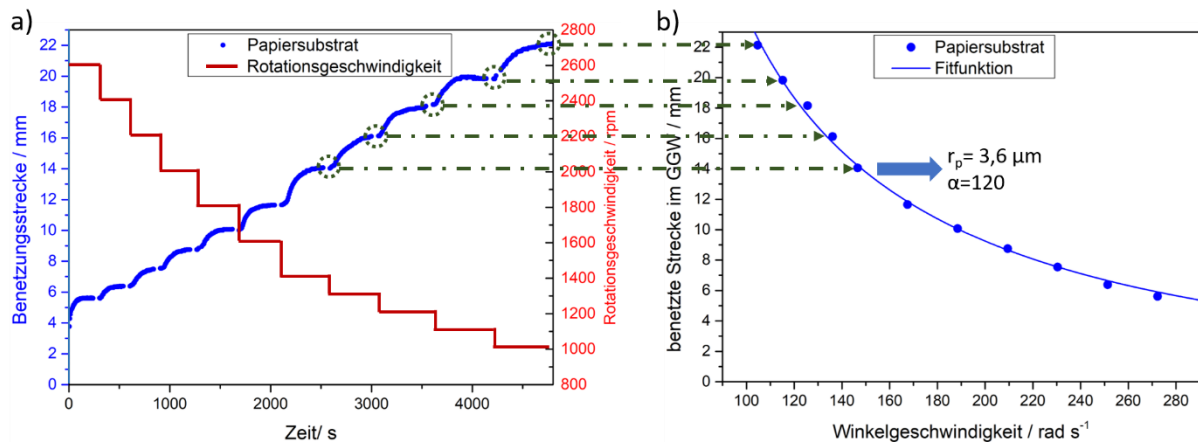 a)
Papiersubstrat
Rotationsgeschwindigkeit
Benetzungsstrecke / mm
22
20
18
16
14
12
10
8
6
4
2
0
0 1000 2000 3000 4000
Zeit/ s
2800
2600
2400
2200
2000
1800
1600
1400
1200
1000
800
Rotationsgeschwindigkeit / rpm
b)
Papiersubstrat
Fitfunktion
benetzte Strecke im GGW / mm
22
20
18
16
14
12
10
8
6
4
2
0
100 120 140 160 180 200 220 240 260 280
Winkelgeschwindigkeit / rad s⁻¹
rₚ= 3,6 µm
α=120